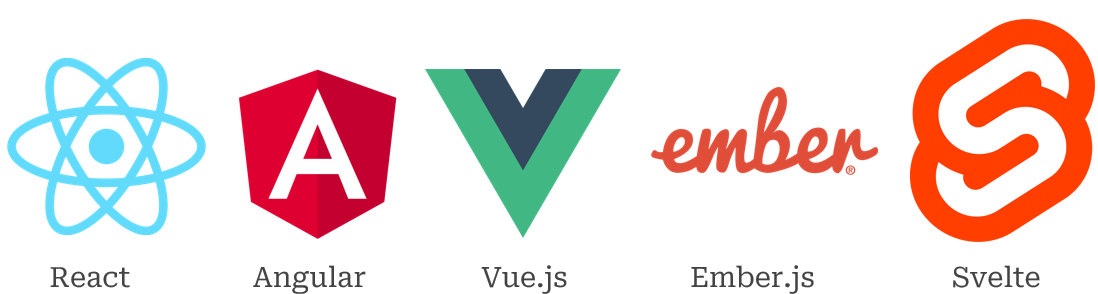 A
ember®
React
Angular
Vue.js
Ember.js
Svelte